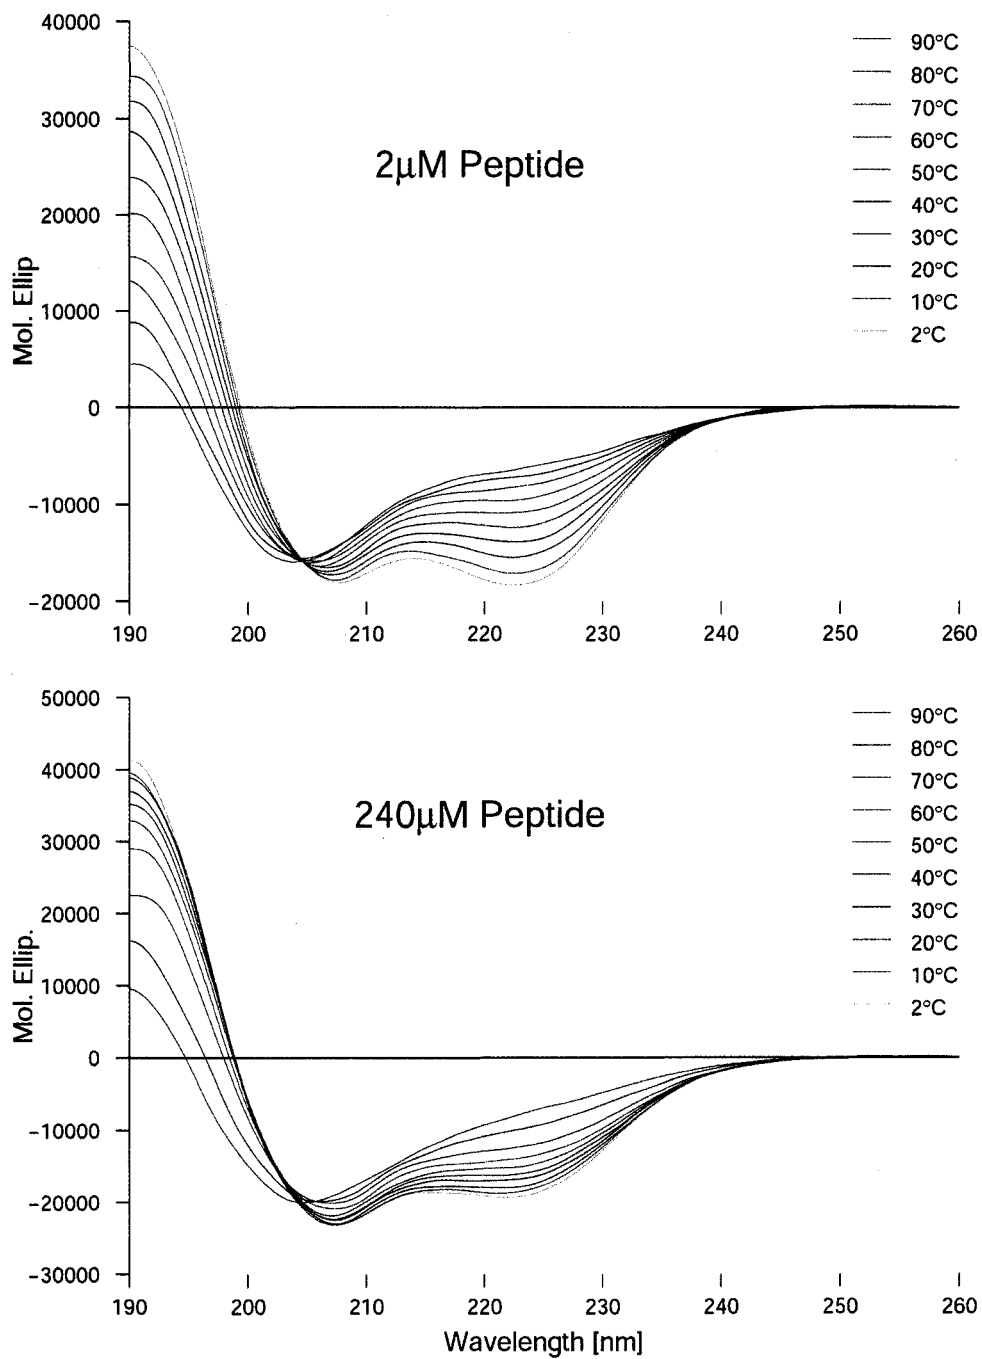 40000
30000
20000
10000
0
-10000
-20000
Mol. Ellip
2μM Peptide
90°C
80°C
70°C
60°C
50°C
40°C
30°C
20°C
10°C
2°C
190 200 210 220 230 240 250 260
50000
40000
30000
20000
10000
0
-10000
-20000
-30000
Mol. Ellip.
240μM Peptide
90°C
80°C
70°C
60°C
50°C
40°C
30°C
20°C
10°C
2°C
190 200 210 220 230 240 250 260
Wavelength [nm]